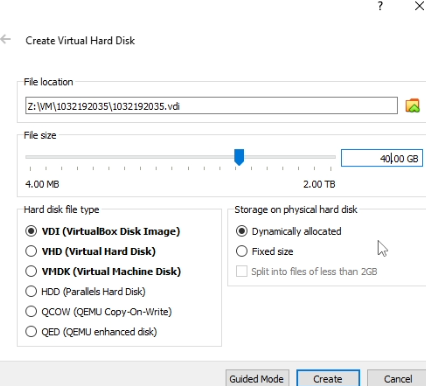 ?
Create Virtual Hard Disk
File location
Z:\VM\1032192035\1032192035.vdi
File size
40.00 GB
4.00 MB 2.00 TB
Hard disk file type
VDI (VirtualBox Disk Image)
VHD (Virtual Hard Disk)
VMDK (Virtual Machine Disk)
HDD (Parallels Hard Disk)
QCOW (QEMU Copy-On-Write)
QED (QEMU enhanced disk)
Storage on physical hard disk
Dynamically allocated
Fixed size
Split into files of less than 2GB
Guided Mode Create Cancel